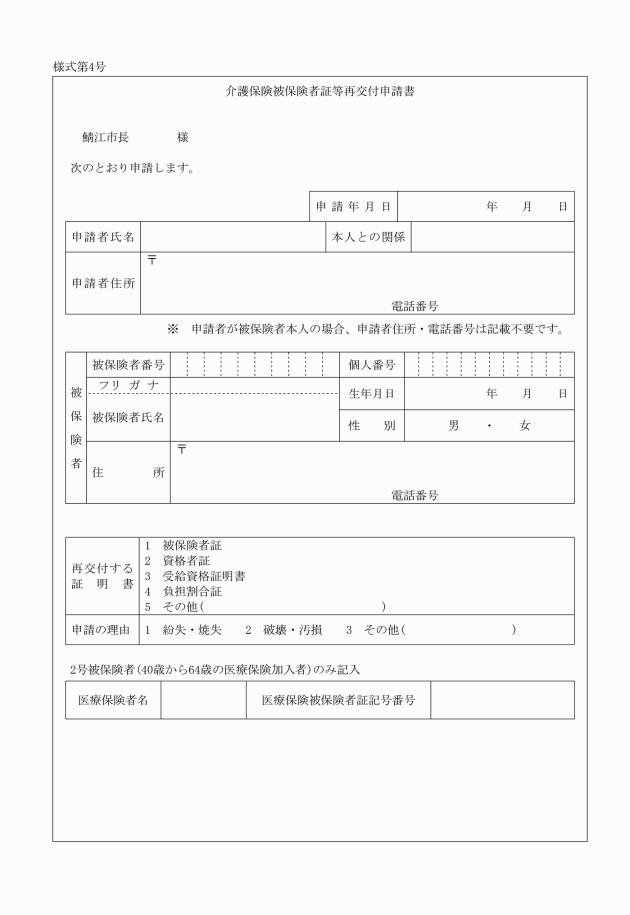 様式第4号
介護保険被保険者証等再交付申請書
鯖江市長　　　　様
次のとおり申請します。
申請年月日　　　　年　　月　　日
申請者氏名　　本人との関係
〒
申請者住所
電話番号
※　申請者が被保険者本人の場合、申請者住所・電話番号は記載不要です。
被保険者
被保険者番号　　個人番号
フリガナ
生年月日　　　　年　　月　　日
被保険者氏名
性　別　　男　・　女
〒
住　　　所
電話番号
再交付する
証　明　書
1　被保険者証
2　資格者証
3　受給資格証明書
4　負担割合証
5　その他(　　　　　　　　　　　　　　　)
申請の理由　1　紛失・焼失　　2　破壊・汚損　　3　その他(　　　　　　　　　)
2号被保険者(40歳から64歳の医療保険加入者)のみ記入
医療保険者名　　医療保険被保険者証記号番号